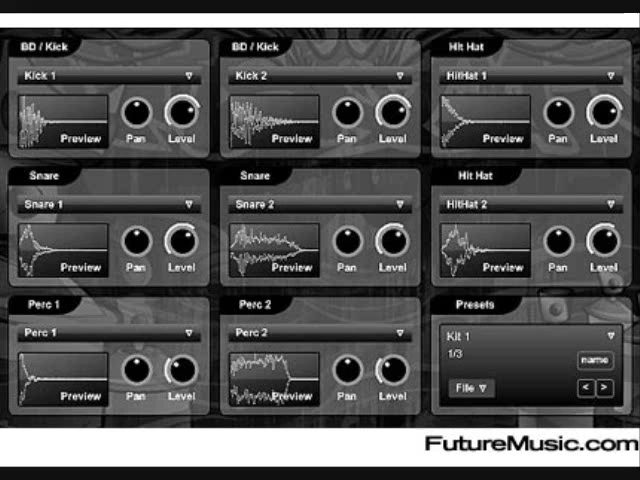 BD / Kick
BD / Kick
Hit Hat
Kick 1
Kick 2
HitHat 1
Preview Pan Level
Preview Pan Level
Preview Pan Level
Snare
Snare
Hit Hat
Snare 1
Snare 2
HitHat 2
Preview Pan Level
Preview Pan Level
Preview Pan Level
Perc 1
Perc 2
Presets
Perc 1
Perc 2
Kit 1
1/3
name
File
< >
Preview Pan Level
Preview Pan Level
FutureMusic.com